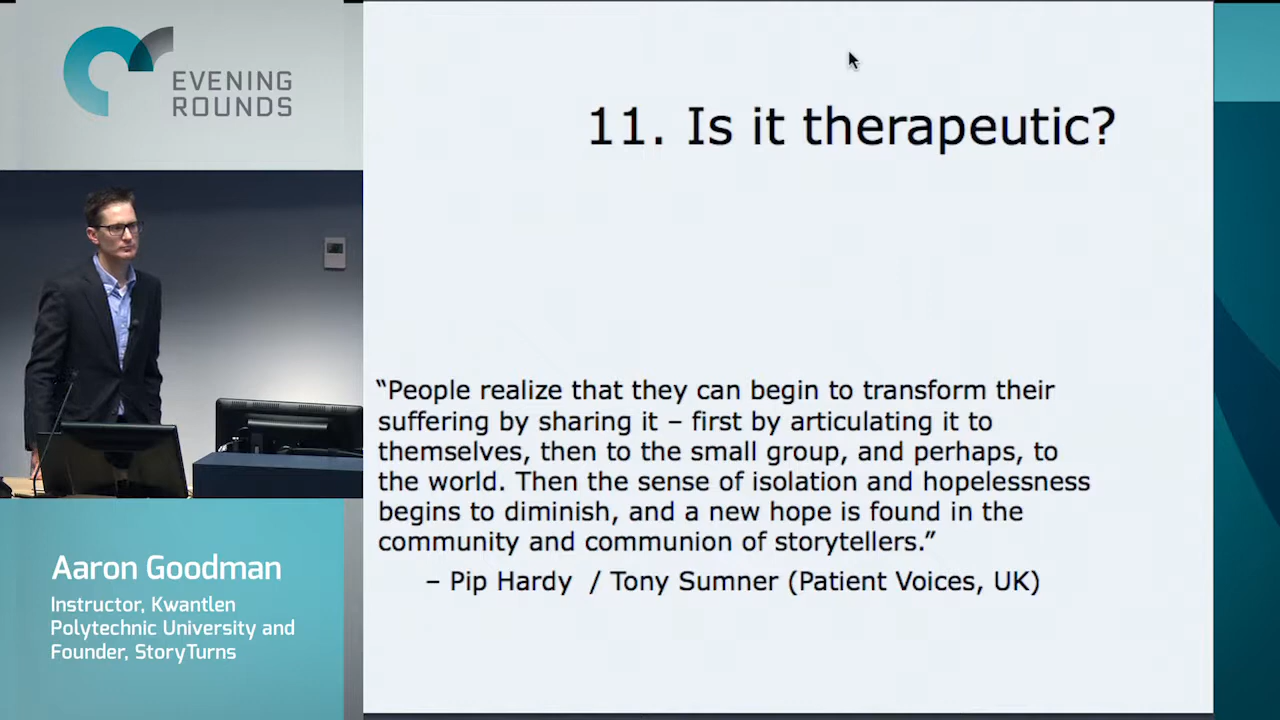 EVENING
ROUNDS
11. Is it therapeutic?
“People realize that they can begin to transform their
suffering by sharing it – first by articulating it to
themselves, then to the small group, and perhaps, to
the world. Then the sense of isolation and hopelessness
begins to diminish, and a new hope is found in the
community and communion of storytellers.”
– Pip Hardy / Tony Sumner (Patient Voices, UK)
Aaron Goodman
Instructor, Kwantlen
Polytechnic University and
Founder, StoryTurns